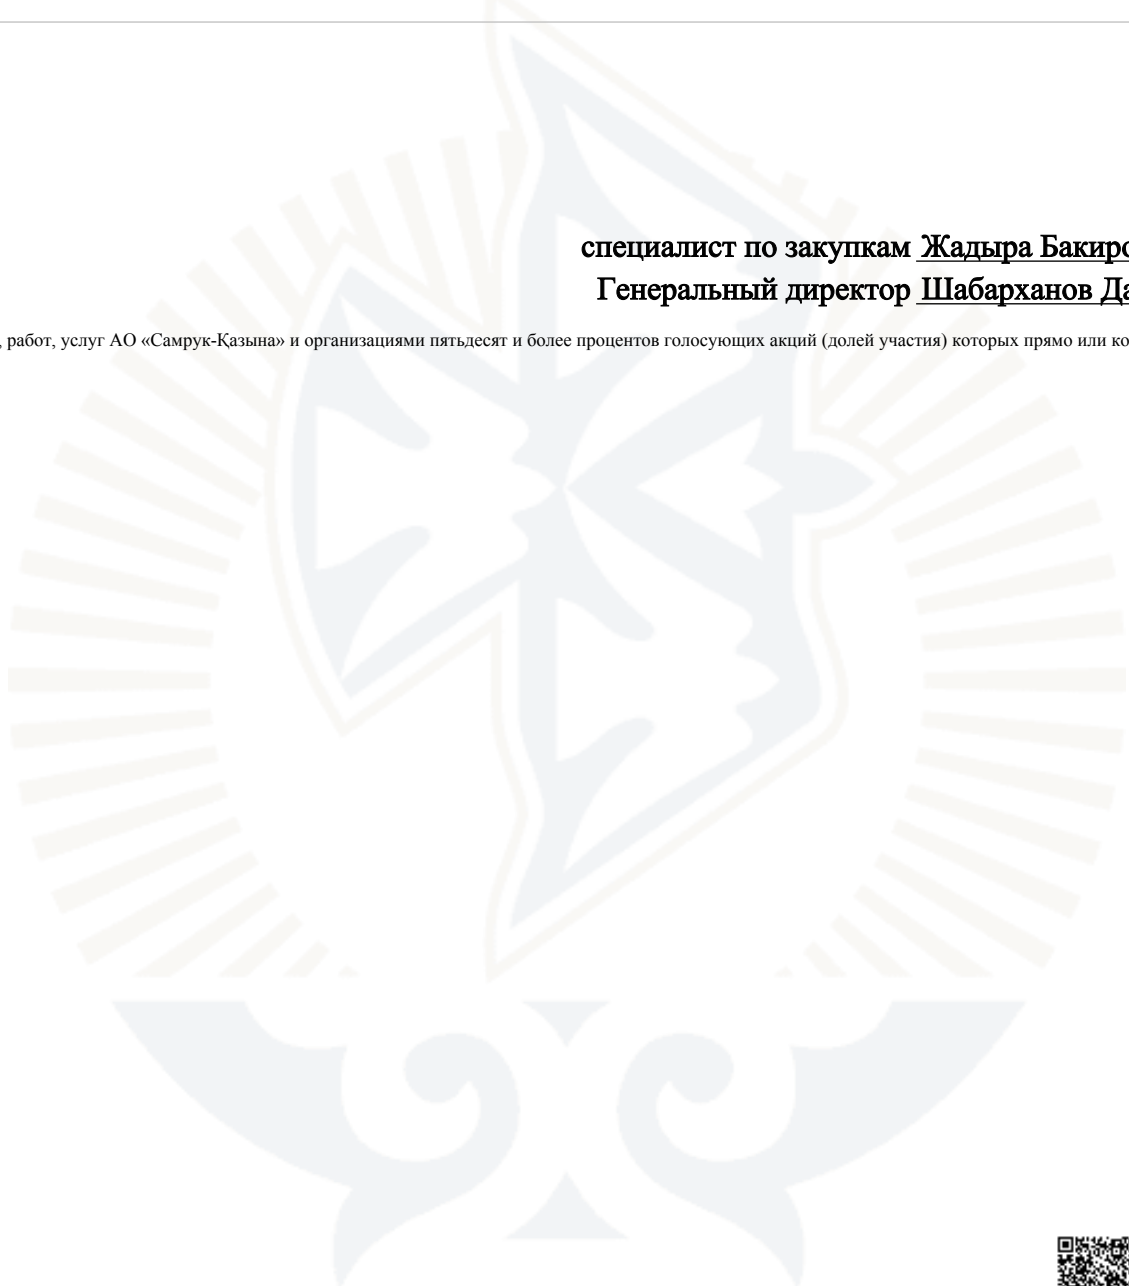 специалист по закупкам Жадыра Бакиро
Генеральный директор Шабарханов Да
, работ, услуг АО «Самрук-Қазына» и организациями пятьдесят и более процентов голосующих акций (долей участия) которых прямо или ко